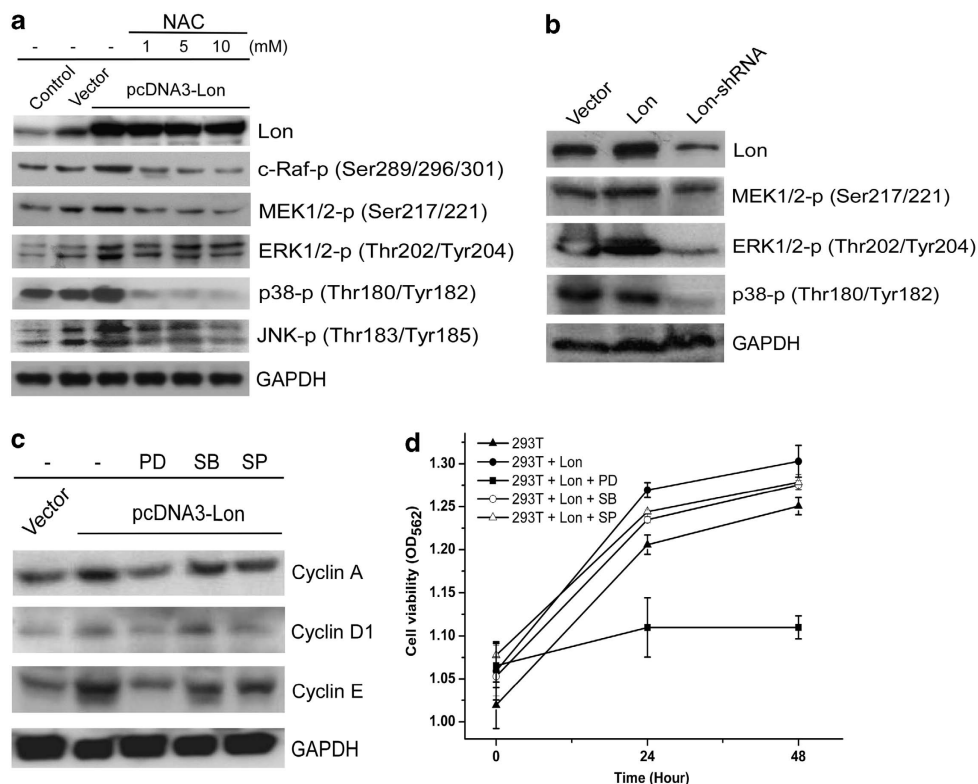 a
NAC
- - - 1 5 10 (mM)
Control
Vector
pcDNA3-Lon
Lon
c-Raf-p (Ser289/296/301)
MEK1/2-p (Ser217/221)
ERK1/2-p (Thr202/Tyr204)
p38-p (Thr180/Tyr182)
JNK-p (Thr183/Tyr185)
GAPDH
b
Vector
Lon
Lon-shRNA
Lon
MEK1/2-p (Ser217/221)
ERK1/2-p (Thr202/Tyr204)
p38-p (Thr180/Tyr182)
GAPDH
c
- - PD SB SP
Vector
pcDNA3-Lon
Cyclin A
Cyclin D1
Cyclin E
GAPDH
d
293T
293T + Lon
293T + Lon + PD
293T + Lon + SB
293T + Lon + SP
Cell viability (OD562)
1.30
1.25
1.20
1.15
1.10
1.05
1.00
0 24 48
Time (Hour)